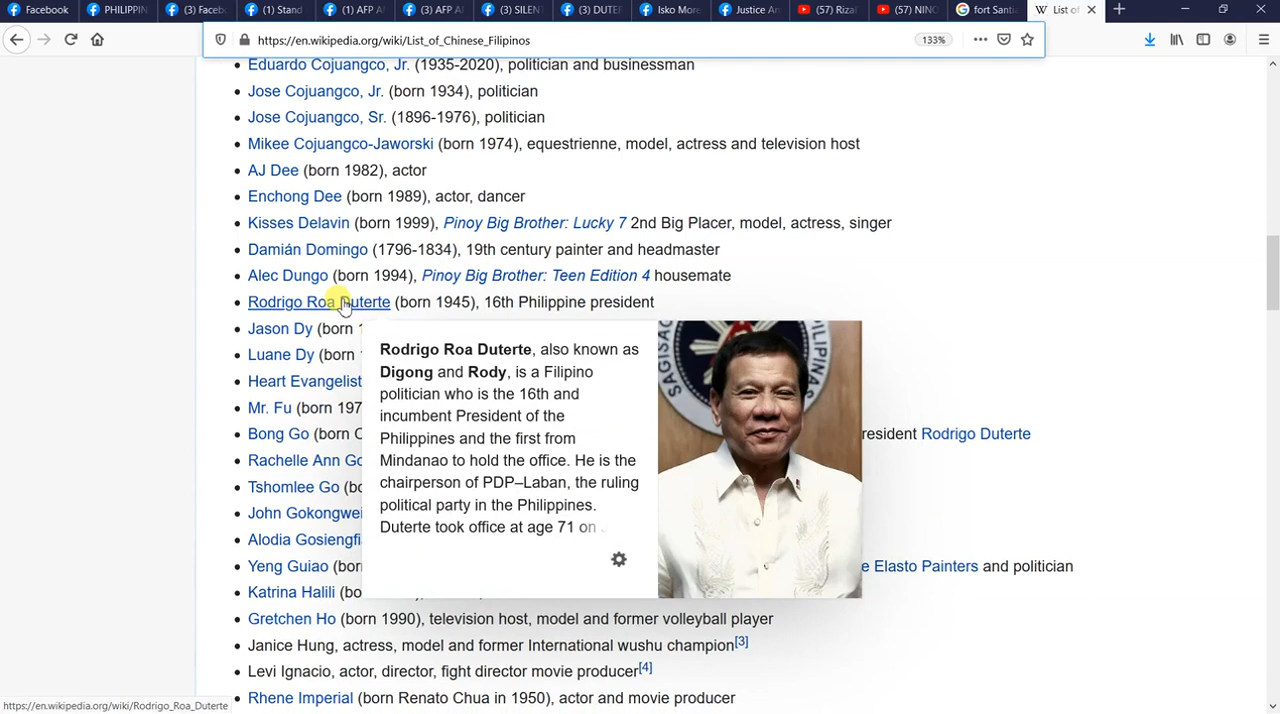 Facebook
PHILIPPIN
(3) Faceb
(1) Stand
(1) AFP A
(3) AFP A
(3) SILEN
(3) DUTER
Isko More
Justice An
(57) Rizal
(57) NINO
fort Santia
List of
https://en.wikipedia.org/wiki/List_of_Chinese_Filipinos
133%
Eduardo Cojuangco, Jr. (1935-2020), politician and businessman
Jose Cojuangco, Jr. (born 1934), politician
Jose Cojuangco, Sr. (1896-1976), politician
Mikee Cojuangco-Jaworski (born 1974), equestrienne, model, actress and television host
AJ Dee (born 1982), actor
Enchong Dee (born 1989), actor, dancer
Kisses Delavin (born 1999), Pinoy Big Brother: Lucky 7 2nd Big Placer, model, actress, singer
Damián Domingo (1796-1834), 19th century painter and headmaster
Alec Dungo (born 1994), Pinoy Big Brother: Teen Edition 4 housemate
Rodrigo Roa Duterte (born 1945), 16th Philippine president
Jason Dy (born 1
Luane Dy (born
Heart Evangelist
Mr. Fu (born 197
Bong Go (born O
resident Rodrigo Duterte
Rachelle Ann Go
Tshomlee Go (bo
John Gokongwei
Alodia Gosiengfi
Yeng Guiao (bor
e Elasto Painters and politician
Katrina Halili (bo
Rodrigo Roa Duterte, also known as
Digong and Rody, is a Filipino
politician who is the 16th and
incumbent President of the
Philippines and the first from
Mindanao to hold the office. He is the
chairperson of PDP–Laban, the ruling
political party in the Philippines.
Duterte took office at age 71 on
SAGISAG
PILIPINAS
Gretchen Ho (born 1990), television host, model and former volleyball player
Janice Hung, actress, model and former International wushu champion[3]
Levi Ignacio, actor, director, fight director movie producer[4]
Rhene Imperial (born Renato Chua in 1950), actor and movie producer
https://en.wikipedia.org/wiki/Rodrigo_Roa_Duterte